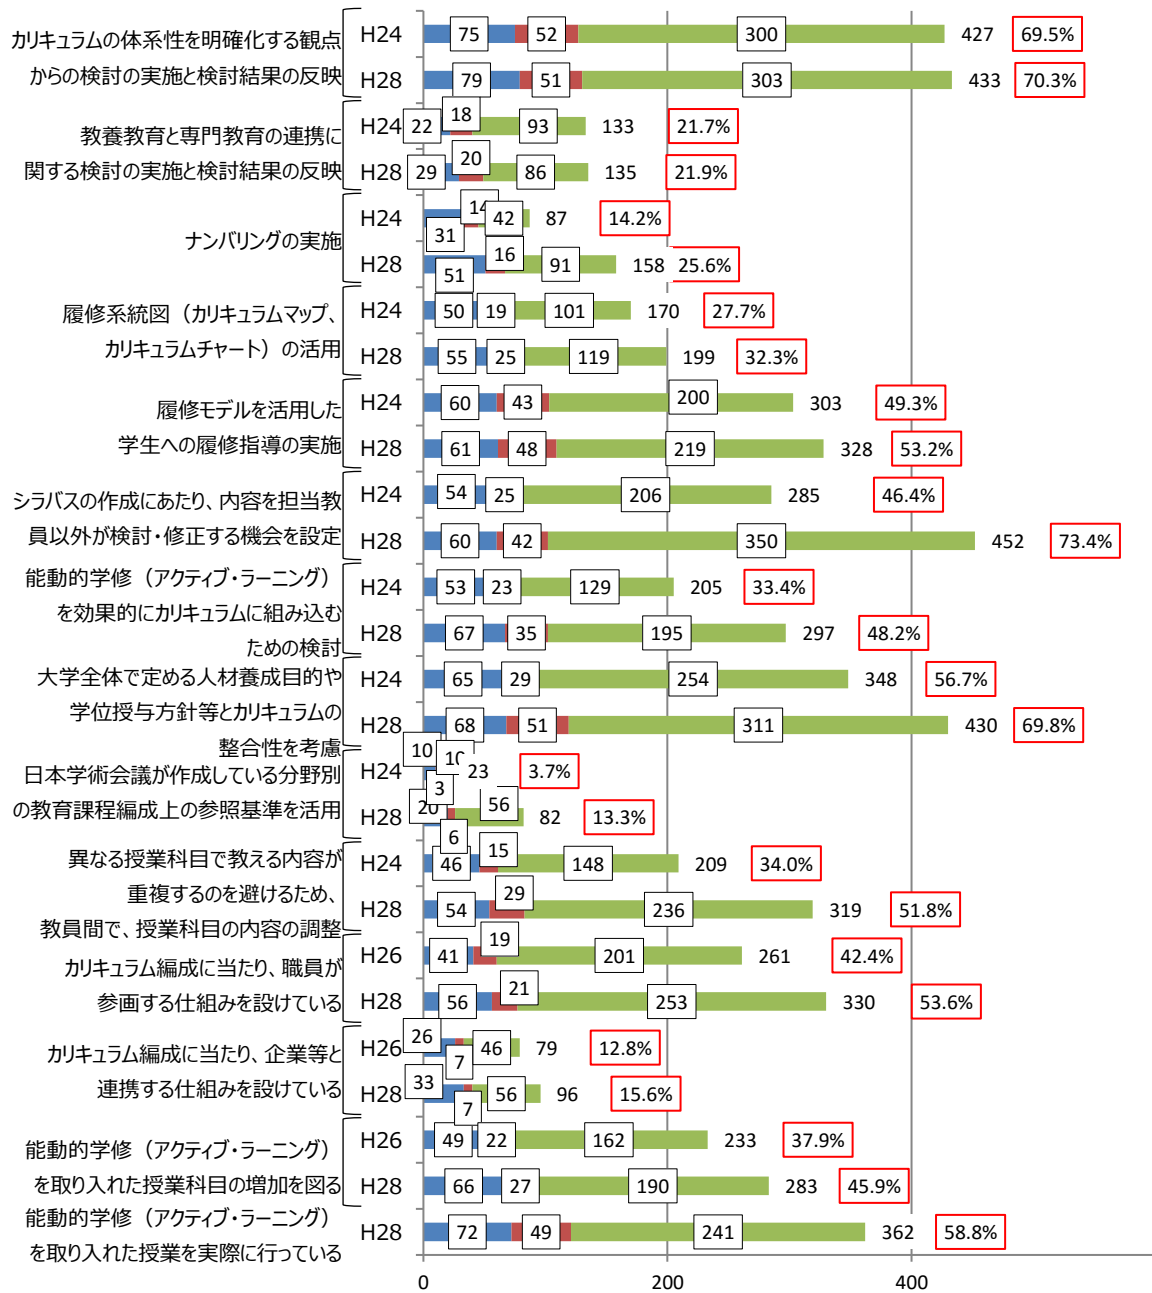 カリキュラムの体系性を明確化する観点
からの検討の実施と検討結果の反映
H24 75 52 300 427 69.5%
H28 79 51 303 433 70.3%
教養教育と専門教育の連携に
関する検討の実施と検討結果の反映
H24 22 18 93 133 21.7%
H28 29 20 86 135 21.9%
ナンバリングの実施
H24 31 14 42 87 14.2%
H28 51 16 91 158 25.6%
履修系統図（カリキュラムマップ、
カリキュラムチャート）の活用
H24 50 19 101 170 27.7%
H28 55 25 119 199 32.3%
履修モデルを活用した
学生への履修指導の実施
H24 60 43 200 303 49.3%
H28 61 48 219 328 53.2%
シラバスの作成にあたり、内容を担当教
員以外が検討・修正する機会を設定
H24 54 25 206 285 46.4%
H28 60 42 350 452 73.4%
能動的学修（アクティブ・ラーニング）
を効果的にカリキュラムに組み込む
ための検討
H24 53 23 129 205 33.4%
H28 67 35 195 297 48.2%
大学全体で定める人材養成目的や
学位授与方針等とカリキュラムの
整合性を考慮
H24 65 29 254 348 56.7%
H28 68 51 311 430 69.8%
日本学術会議が作成している分野別
の教育課程編成上の参照基準を活用
H24 10 3 10 23 3.7%
H28 20 6 56 82 13.3%
異なる授業科目で教える内容が
重複するのを避けるため、
教員間で、授業科目の内容の調整
H24 46 15 148 209 34.0%
H28 54 29 236 319 51.8%
カリキュラム編成に当たり、職員が
参画する仕組みを設けている
H26 41 19 201 261 42.4%
H28 56 21 253 330 53.6%
カリキュラム編成に当たり、企業等と
連携する仕組みを設けている
H26 26 7 46 79 12.8%
H28 33 7 56 96 15.6%
能動的学修（アクティブ・ラーニング）
を取り入れた授業科目の増加を図る
H26 49 22 162 233 37.9%
H28 66 27 190 283 45.9%
能動的学修（アクティブ・ラーニング）
を取り入れた授業を実際に行っている
H28 72 49 241 362 58.8%
0 200 400